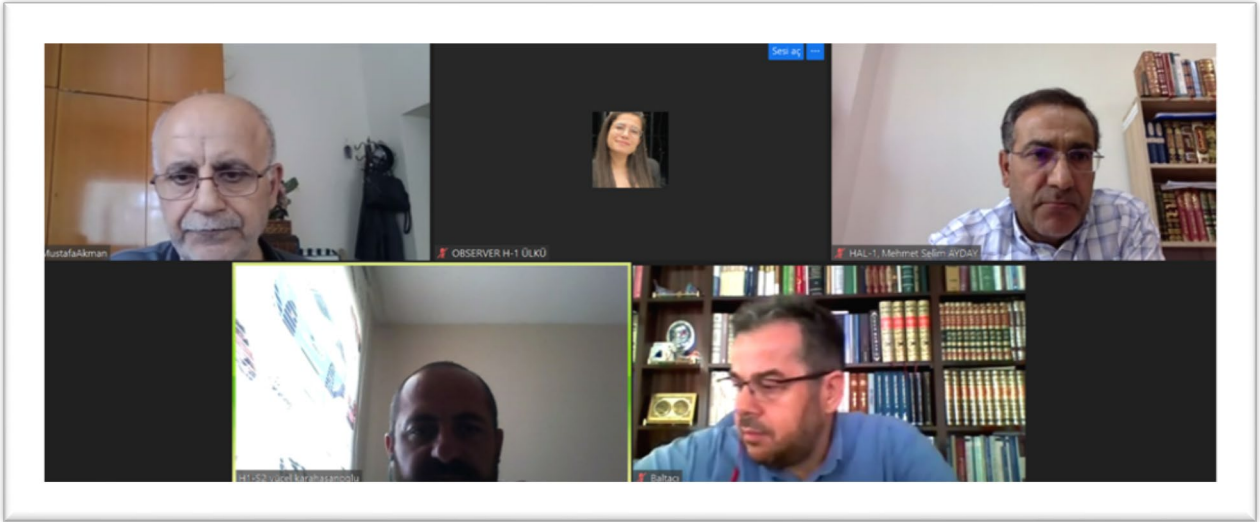 Sesi aç ...
MustafaAkman
OBSERVER H-1 ÜLKÜ
HAL-1, Mehmet Selim AYDAY
H1-S2 yücel karahasanoğlu
Baltacı